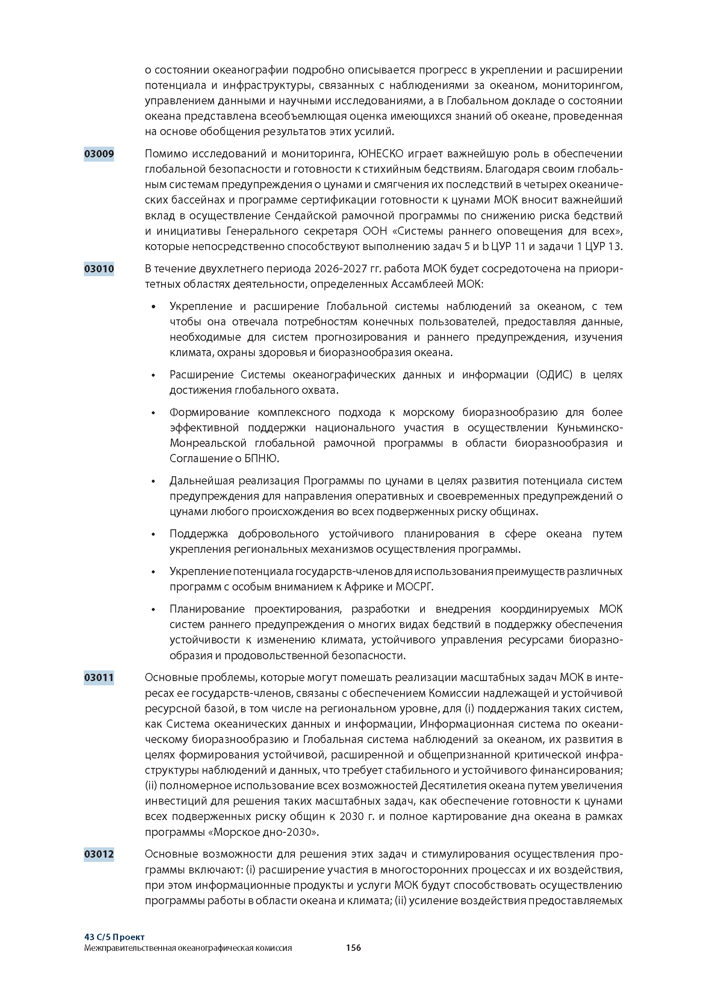 о состоянии океанографии подробно описывается прогресс в укреплении и расширении
потенциала и инфраструктуры, связанных с наблюдениями за океаном, мониторингом,
управлением данными и научными исследованиями, а в Глобальном докладе о состоянии
океана представлена всеобъемлющая оценка имеющихся знаний об океане, проведенная
на основе обобщения результатов этих усилий.
03009 Помимо исследований и мониторинга, ЮНЕСКО играет важнейшую роль в обеспечении
глобальной безопасности и готовности к стихийным бедствиям. Благодаря своим глобаль-
ным системам предупреждения о цунами и смягчения их последствий в четырех океаниче-
ских бассейнах и программе сертификации готовности к цунами МОК вносит важнейший
вклад в осуществление Сендайской рамочной программы по снижению риска бедствий
и инициативы Генерального секретаря ООН «Системы раннего оповещения для всех»,
которые непосредственно способствуют выполнению задач 5 и b ЦУР 11 и задачи 1 ЦУР 13.
03010 В течение двухлетнего периода 2026-2027 гг. работа МОК будет сосредоточена на приори-
тетных областях деятельности, определенных Ассамблеей МОК:
• Укрепление и расширение Глобальной системы наблюдений за океаном, с тем
чтобы она отвечала потребностям конечных пользователей, предоставляя данные,
необходимые для систем прогнозирования и раннего предупреждения, изучения
климата, охраны здоровья и биоразнообразия океана.
• Расширение Системы океанографических данных и информации (ОДИС) в целях
достижения глобального охвата.
• Формирование комплексного подхода к морскому биоразнообразию для более
эффективной поддержки национального участия в осуществлении Куньминско-
Монреальской глобальной рамочной программы в области биоразнообразия и
Соглашение о БПНЮ.
• Дальнейшая реализация Программы по цунами в целях развития потенциала систем
предупреждения для направления оперативных и своевременных предупреждений о
цунами любого происхождения во всех подверженных риску общинах.
• Поддержка добровольного устойчивого планирования в сфере океана путем
укрепления региональных механизмов осуществления программы.
• Укрепление потенциала государств-членов для использования преимуществ различных
программ с особым вниманием к Африке и МОСРГ.
• Планирование проектирования, разработки и внедрения координируемых МОК
систем раннего предупреждения о многих видах бедствий в поддержку обеспечения
устойчивости к изменению климата, устойчивого управления ресурсами биоразно-
образия и продовольственной безопасности.
03011 Основные проблемы, которые могут помешать реализации масштабных задач МОК в инте-
ресах ее государств-членов, связаны с обеспечением Комиссии надлежащей и устойчивой
ресурсной базой, в том числе на региональном уровне, для (i) поддержания таких систем,
как Система океанических данных и информации, Информационная система по океани-
ческому биоразнообразию и Глобальная система наблюдений за океаном, их развития в
целях формирования устойчивой, расширенной и общепризнанной критической инфра-
структуры наблюдений и данных, что требует стабильного и устойчивого финансирования;
(ii) полномерное использование всех возможностей Десятилетия океана путем увеличения
инвестиций для решения таких масштабных задач, как обеспечение готовности к цунами
всех подверженных риску общин к 2030 г. и полное картирование дна океана в рамках
программы «Морское дно-2030».
03012 Основные возможности для решения этих задач и стимулирования осуществления про-
граммы включают: (i) расширение участия в многосторонних процессах и их воздействия,
при этом информационные продукты и услуги МОК будут способствовать осуществлению
программы работы в области океана и климата; (ii) усиление воздействия предоставляемых
43 C/5 Проект
Межправительственная океанографическая комиссия 156